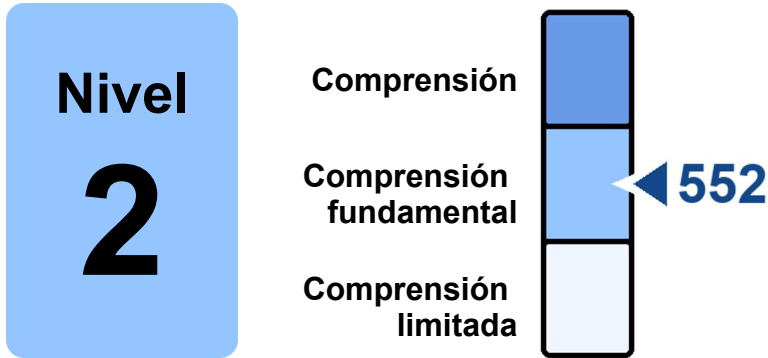 Nivel
2
Comprensión
Comprensión
fundamental
552
Comprensión
limitada